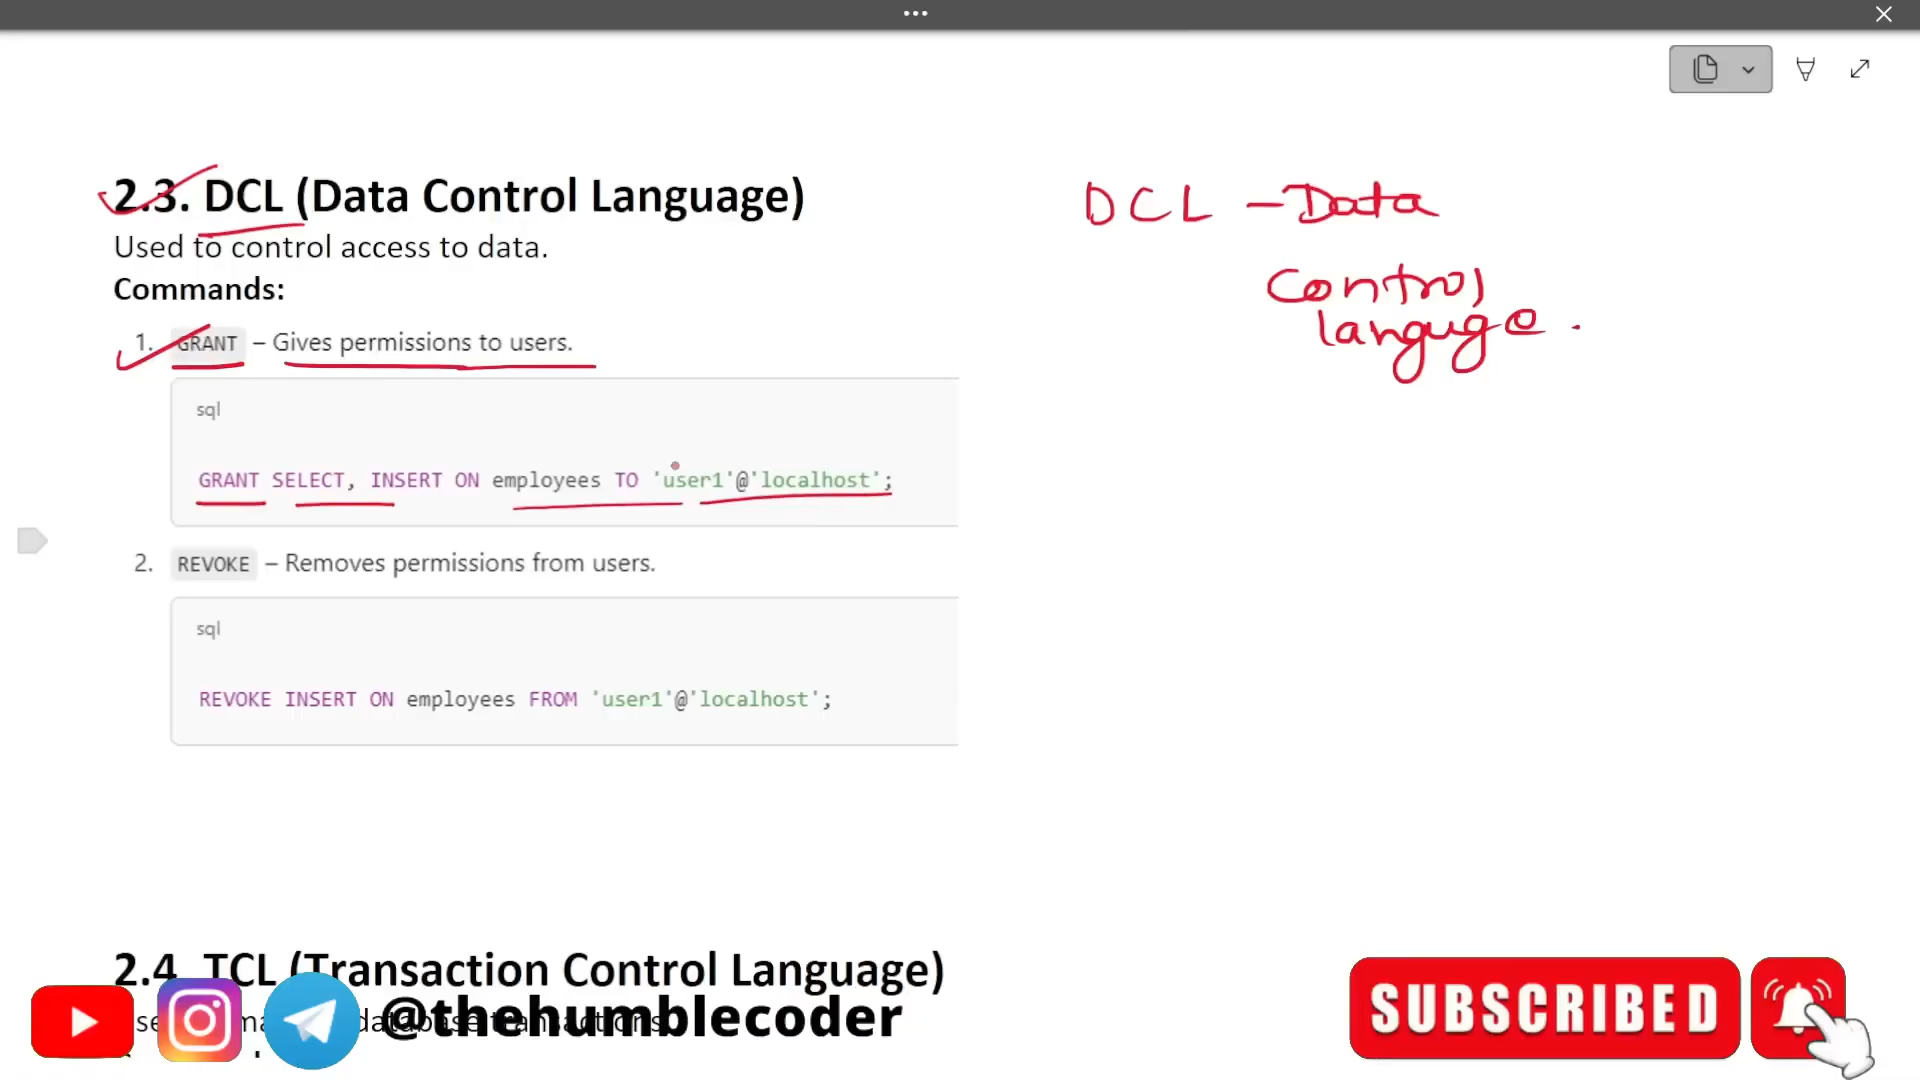 2.3. DCL (Data Control Language)
Used to control access to data.
Commands:
1. GRANT – Gives permissions to users.
sql
GRANT SELECT, INSERT ON employees TO 'user1'@'localhost';
2. REVOKE – Removes permissions from users.
sql
REVOKE INSERT ON employees FROM 'user1'@'localhost';
DCL - Data
Control
languge.
2.4. TCL (Transaction Control Language)
database transactions
@thehumblecoder
SUBSCRIBED